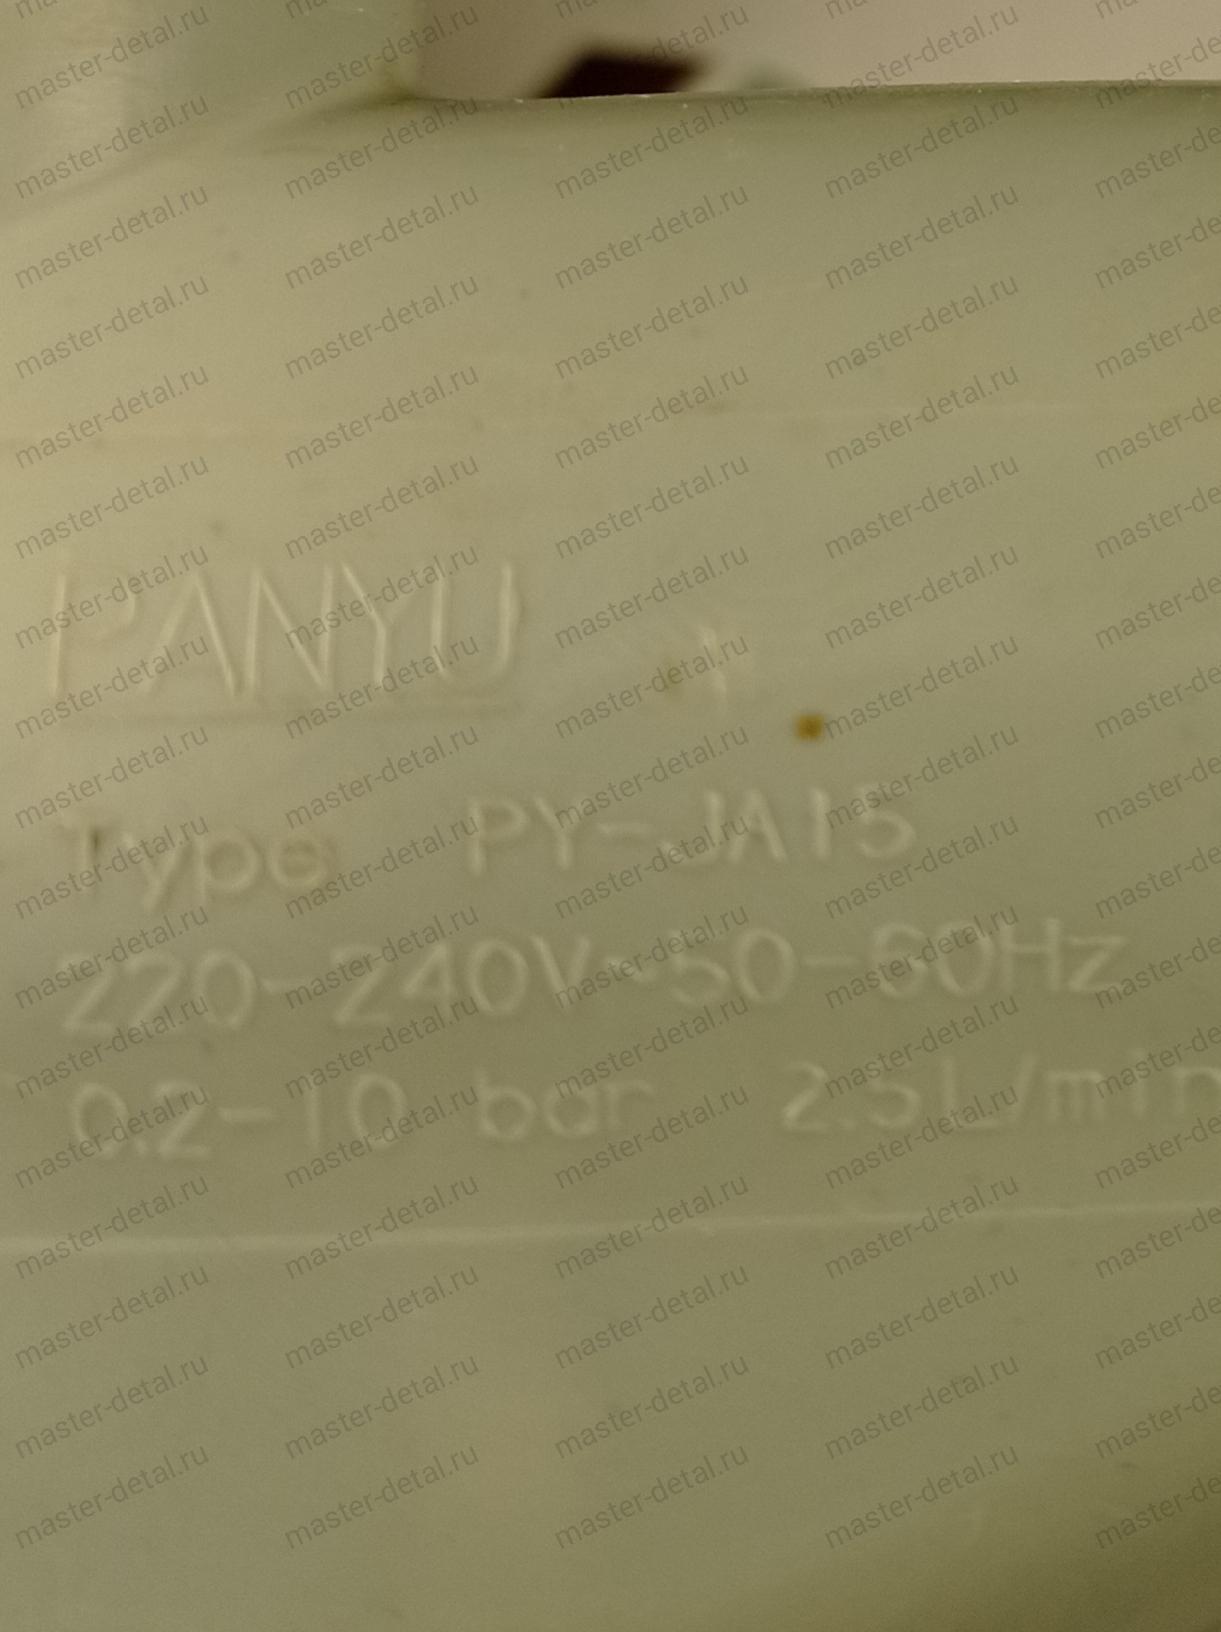 PANYU
Type PY-JA15
220-240V~50-60Hz
0.2-10 bar 2.5L/min
master-detal.ru